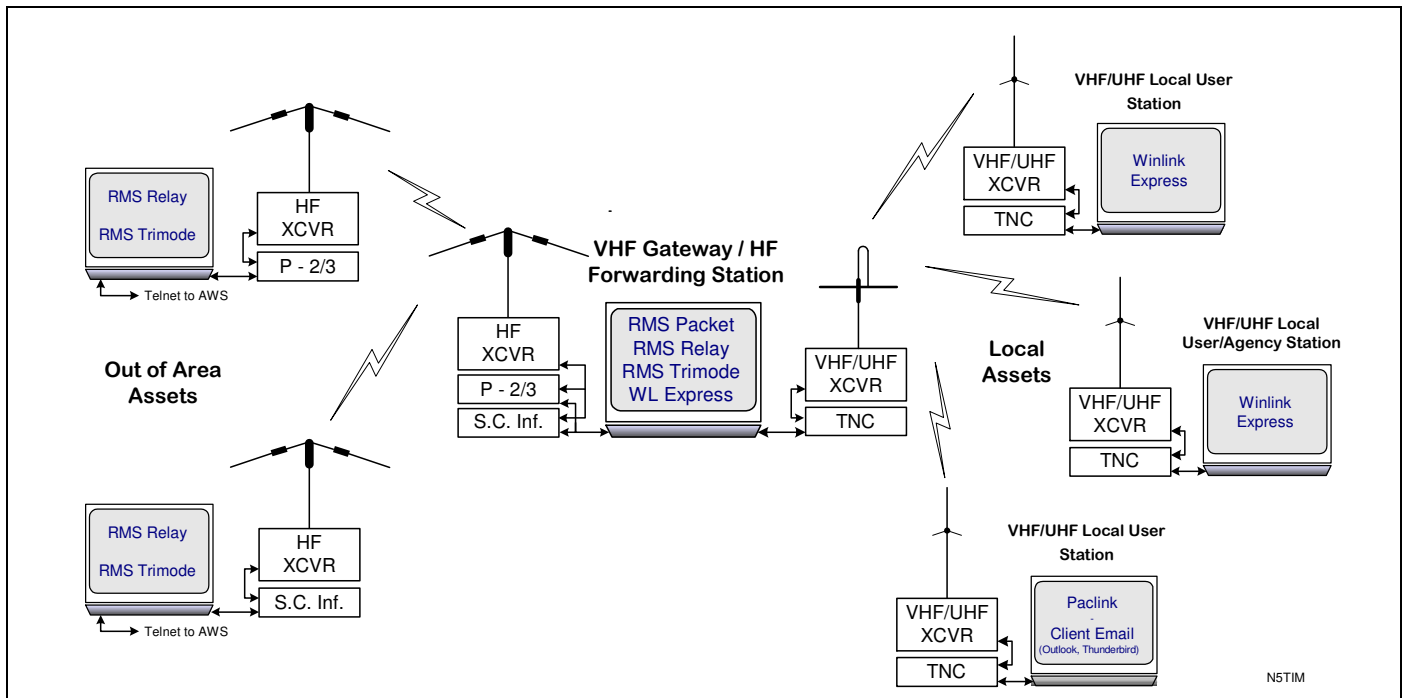 RMS Relay
RMS Trimode
HF
XCVR
P - 2/3
Telnet to AWS
Out of Area
Assets
RMS Relay
RMS Trimode
HF
XCVR
S.C. Inf.
Telnet to AWS
VHF Gateway / HF
Forwarding Station
HF
XCVR
P - 2/3
S.C. Inf.
RMS Packet
RMS Relay
RMS Trimode
WL Express
VHF/UHF
XCVR
TNC
Local
Assets
VHF/UHF Local User
Station
VHF/UHF
XCVR
TNC
Winlink
Express
VHF/UHF Local
User/Agency Station
VHF/UHF
XCVR
TNC
Winlink
Express
VHF/UHF Local User
Station
VHF/UHF
XCVR
TNC
Paclink
-
Client Email
(Outlook, Thunderbird)
N5TIM